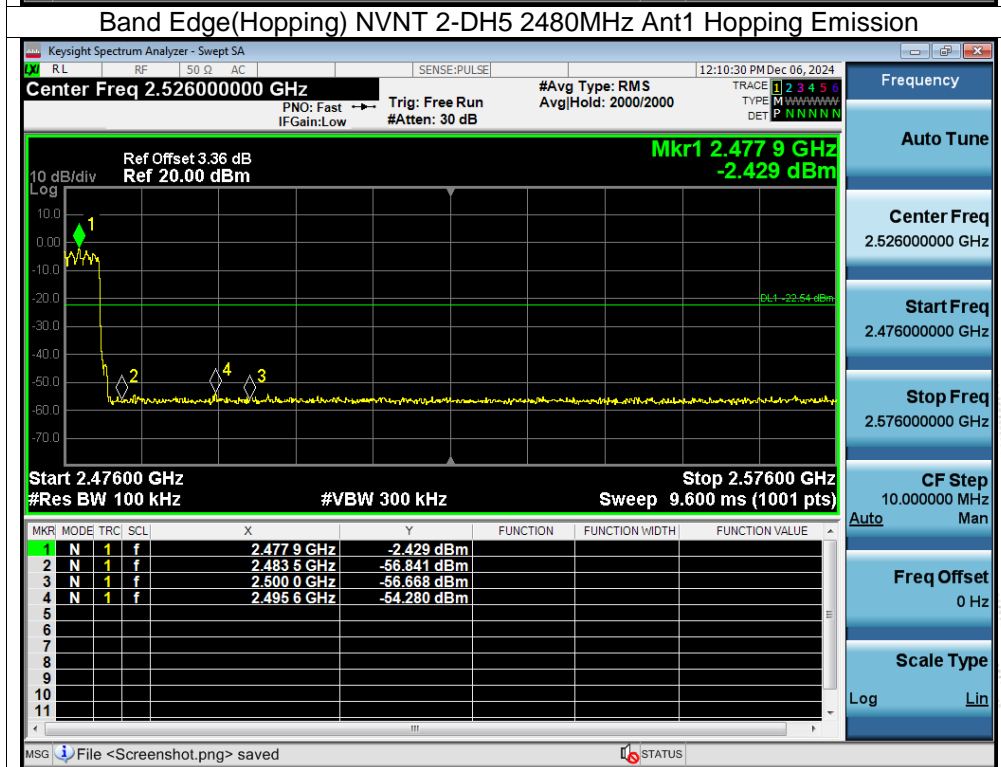 Band Edge(Hopping) NVNT 2-DH5 2480MHz Ant1 Hopping Emission
Keysight Spectrum Analyzer - Swept SA
LXI RL RF 50 Ω AC SENSE:PULSE 12:10:30 PM Dec 06, 2024
Center Freq 2.526000000 GHz #Avg Type: RMS TRACE 1 2 3 4 5 6
PNO: Fast Trig: Free Run Avg|Hold: 2000/2000 TYPE M WWWWW
IFGain:Low #Atten: 30 dB DET P N N N N N
Ref Offset 3.36 dB Mkr1 2.477 9 GHz
10 dB/div Ref 20.00 dBm -2.429 dBm
Log
10.0
1
0.00
-10.0
-20.0
DL1 -22.54 dBm
-30.0
-40.0
-50.0
2 4 3
-60.0
-70.0
Start 2.47600 GHz Stop 2.57600 GHz
#Res BW 100 kHz #VBW 300 kHz Sweep 9.600 ms (1001 pts)
MKR MODE TRC SCL X Y FUNCTION FUNCTION WIDTH FUNCTION VALUE
1 N 1 f 2.477 9 GHz -2.429 dBm
2 N 1 f 2.483 5 GHz -56.841 dBm
3 N 1 f 2.500 0 GHz -56.668 dBm
4 N 1 f 2.495 6 GHz -54.280 dBm
5
6
7
8
9
10
11
MSG File <Screenshot.png> saved STATUS
Frequency
Auto Tune
Center Freq
2.526000000 GHz
Start Freq
2.476000000 GHz
Stop Freq
2.576000000 GHz
CF Step
10.000000 MHz
Auto Man
Freq Offset
0 Hz
Scale Type
Log Lin